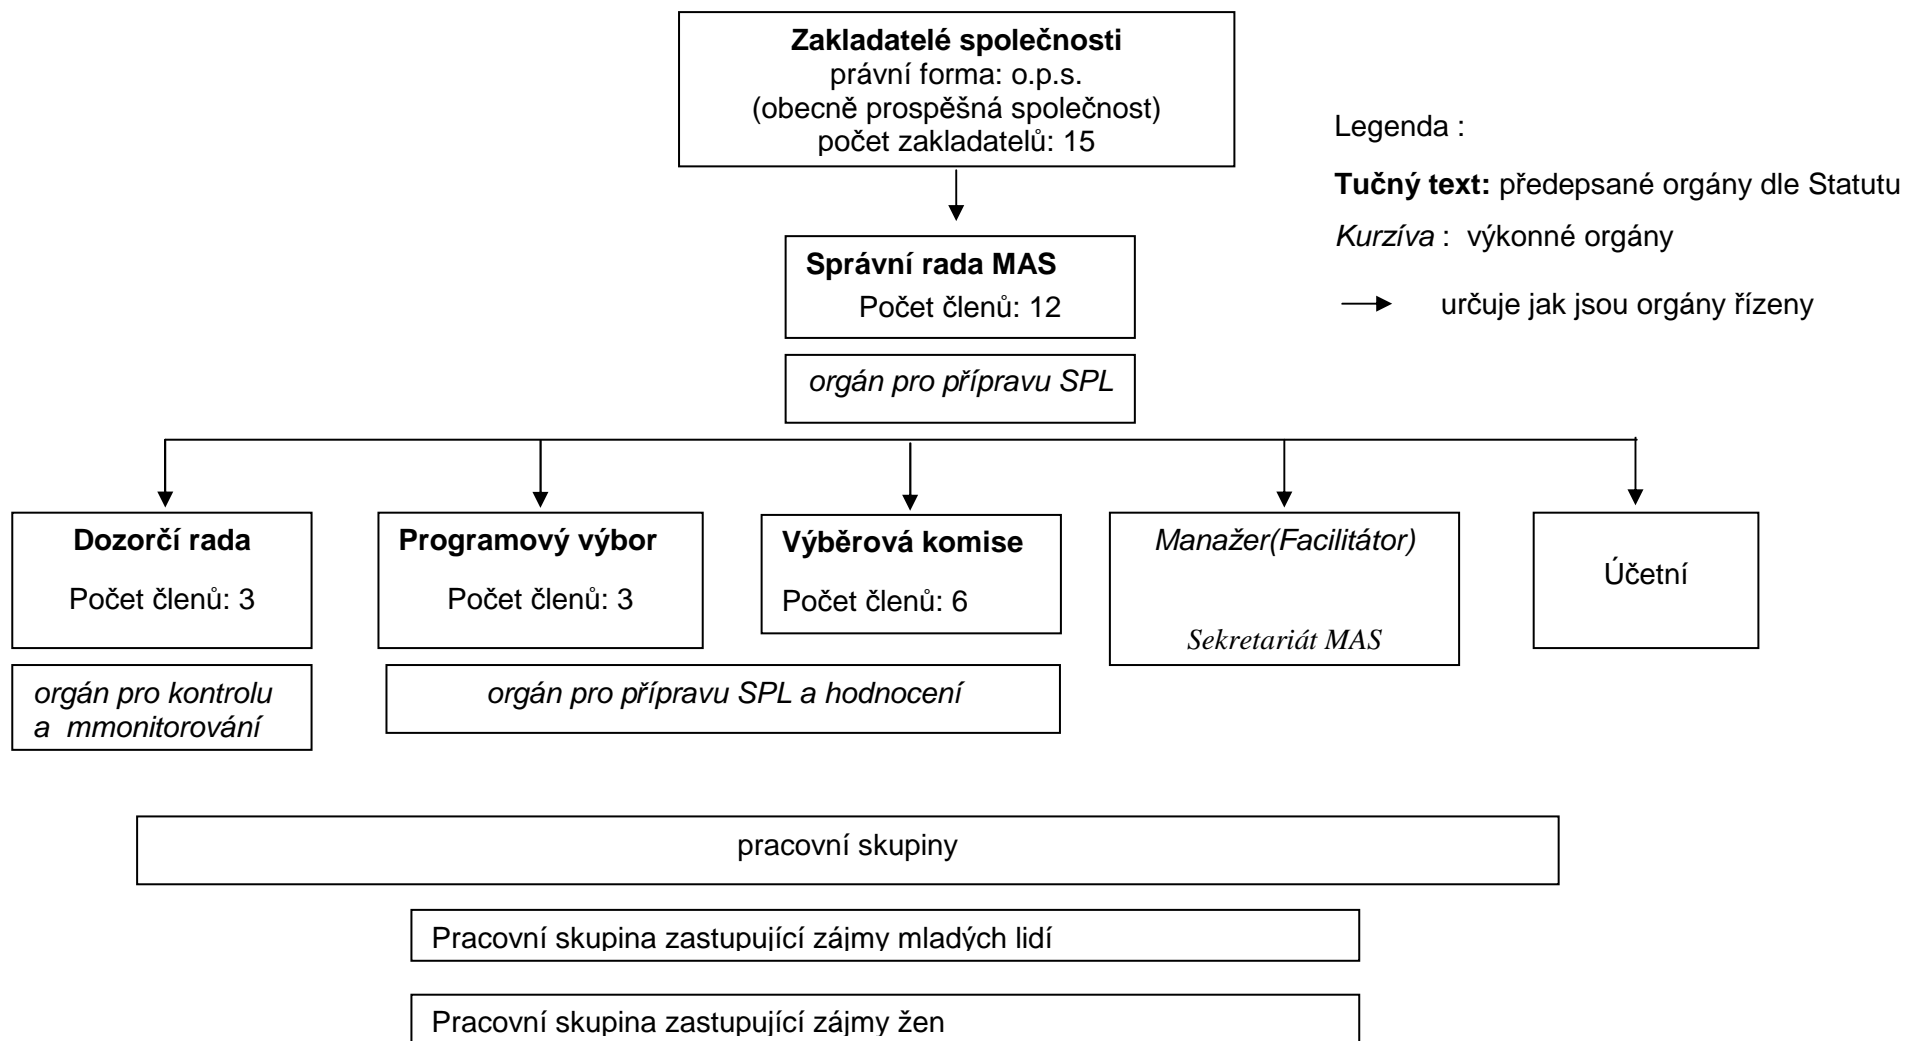 Zakladatelé společnosti
právní forma: o.p.s.
(obecně prospěšná společnost)
počet zakladatelů: 15
Legenda :
Tučný text: předepsané orgány dle Statutu
Kurzíva : výkonné orgány
určuje jak jsou orgány řízeny
Správní rada MAS
Počet členů: 12
orgán pro přípravu SPL
Dozorčí rada
Počet členů: 3
orgán pro kontrolu
a mmonitorování
Programový výbor
Počet členů: 3
Výběrová komise
Počet členů: 6
orgán pro přípravu SPL a hodnocení
Manažer(Facilitátor)
Sekretariát MAS
Účetní
pracovní skupiny
Pracovní skupina zastupující zájmy mladých lidí
Pracovní skupina zastupující zájmy žen